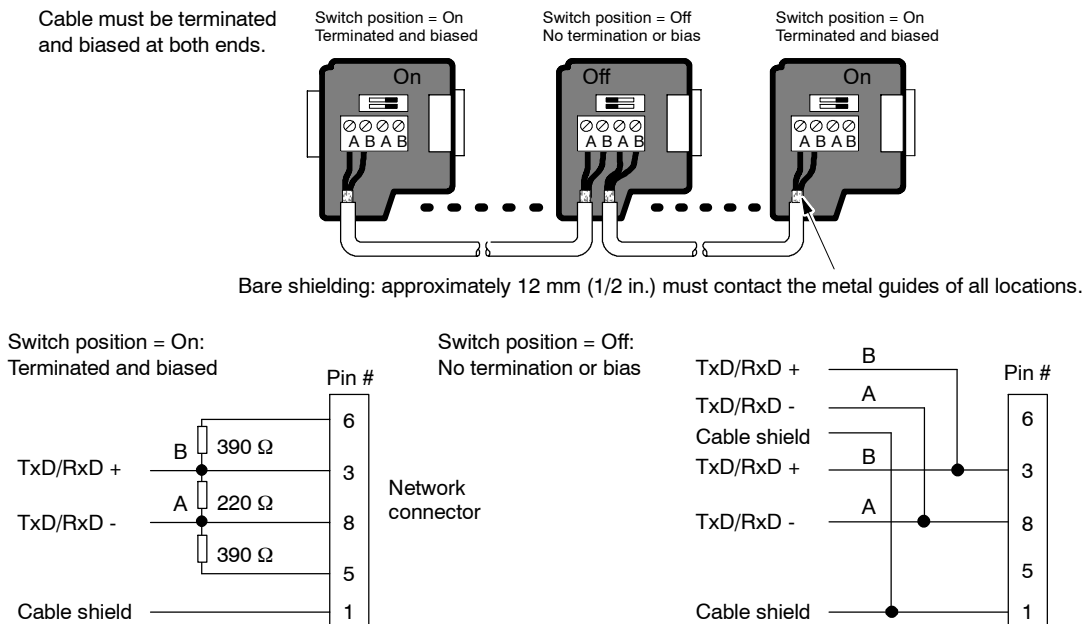 Cable must be terminated
and biased at both ends.
Switch position = On
Terminated and biased
Switch position = Off
No termination or bias
Switch position = On
Terminated and biased
On
Off
On
A B A B
A B A B
A B A B
Bare shielding: approximately 12 mm (1/2 in.) must contact the metal guides of all locations.
Switch position = On:
Terminated and biased
Pin #
6
390 Ω
B
TxD/RxD +
3
220 Ω
A
TxD/RxD -
8
390 Ω
5
Cable shield
1
Network
connector
Switch position = Off:
No termination or bias
Pin #
TxD/RxD +
B
TxD/RxD -
A
6
Cable shield
TxD/RxD +
B
3
TxD/RxD -
A
8
5
Cable shield
1